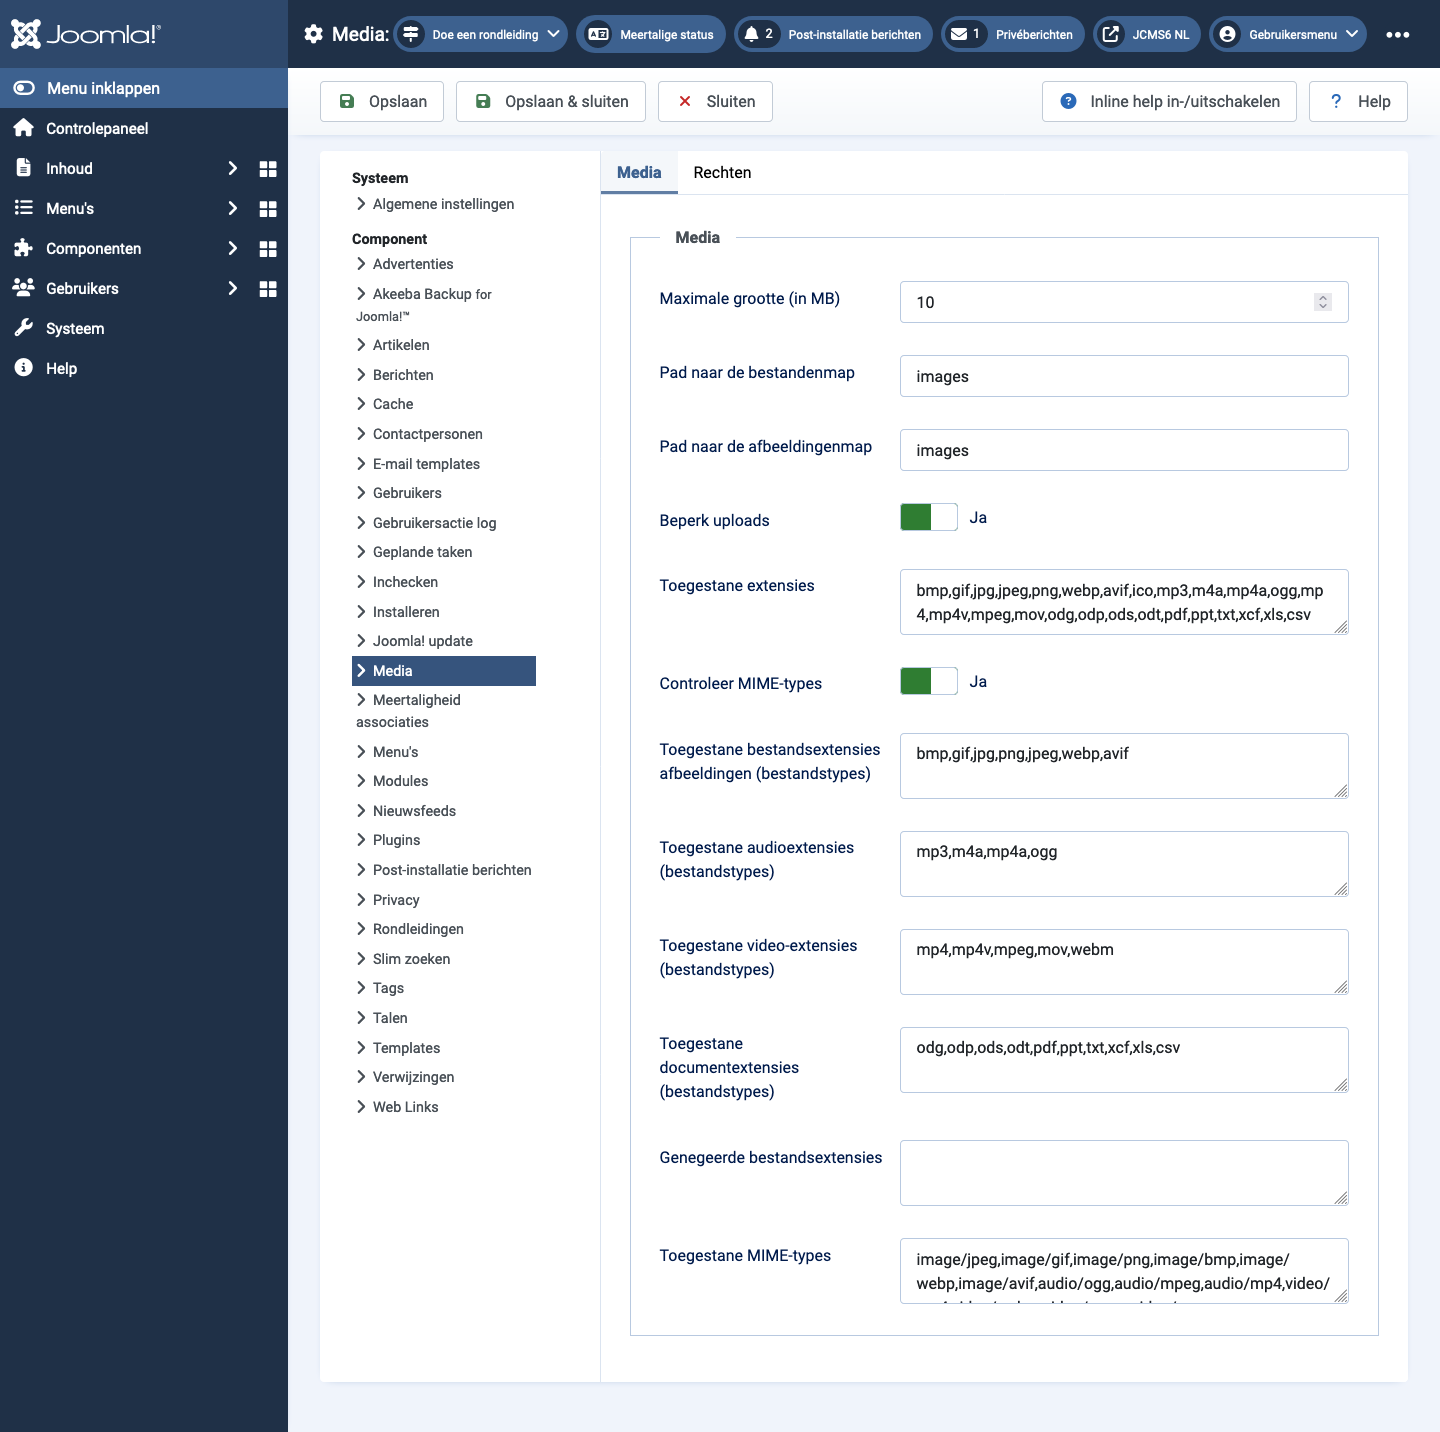 Joomla!®
Media:
Doe een rondleiding
Meertalige status
2 Post-installatie berichten
1 Privéberichten
JCMS6 NL
Gebruikersmenu
Menu inklappen
Controlepaneel
Inhoud
Menu's
Componenten
Gebruikers
Systeem
Help
Opslaan
Opslaan & sluiten
Sluiten
Inline help in-/uitschakelen
? Help
Systeem
Algemene instellingen
Component
Advertenties
Akeeba Backup for
Joomla!™
Artikelen
Berichten
Cache
Contactpersonen
E-mail templates
Gebruikers
Gebruikersactie log
Geplande taken
Inchecken
Installeren
Joomla! update
Media
Meertaligheid
associaties
Menu's
Modules
Nieuwsfeeds
Plugins
Post-installatie berichten
Privacy
Rondleidingen
Slim zoeken
Tags
Talen
Templates
Verwijzingen
Web Links
Media
Rechten
Media
Maximale grootte (in MB)
10
Pad naar de bestandenmap
images
Pad naar de afbeeldingenmap
images
Beperk uploads
Ja
Toegestane extensies
bmp,gif,jpg,jpeg,png,webp,avif,ico,mp3,m4a,mp4a,ogg,mp
4,mp4v,mpeg,mov,odg,odp,ods,odt,pdf,ppt,txt,xcf,xls,csv
Controleer MIME-types
Ja
Toegestane bestandsextensies
afbeeldingen (bestandstypes)
bmp,gif,jpg,png,jpeg,webp,avif
Toegestane audioextensies
(bestandstypes)
mp3,m4a,mp4a,ogg
Toegestane video-extensies
(bestandstypes)
mp4,mp4v,mpeg,mov,webm
Toegestane
documentextensies
(bestandstypes)
odg,odp,ods,odt,pdf,ppt,txt,xcf,xls,csv
Genegeerde bestandsextensies
Toegestane MIME-types
image/jpeg,image/gif,image/png,image/bmp,image/
webp,image/avif,audio/ogg,audio/mpeg,audio/mp4,video/